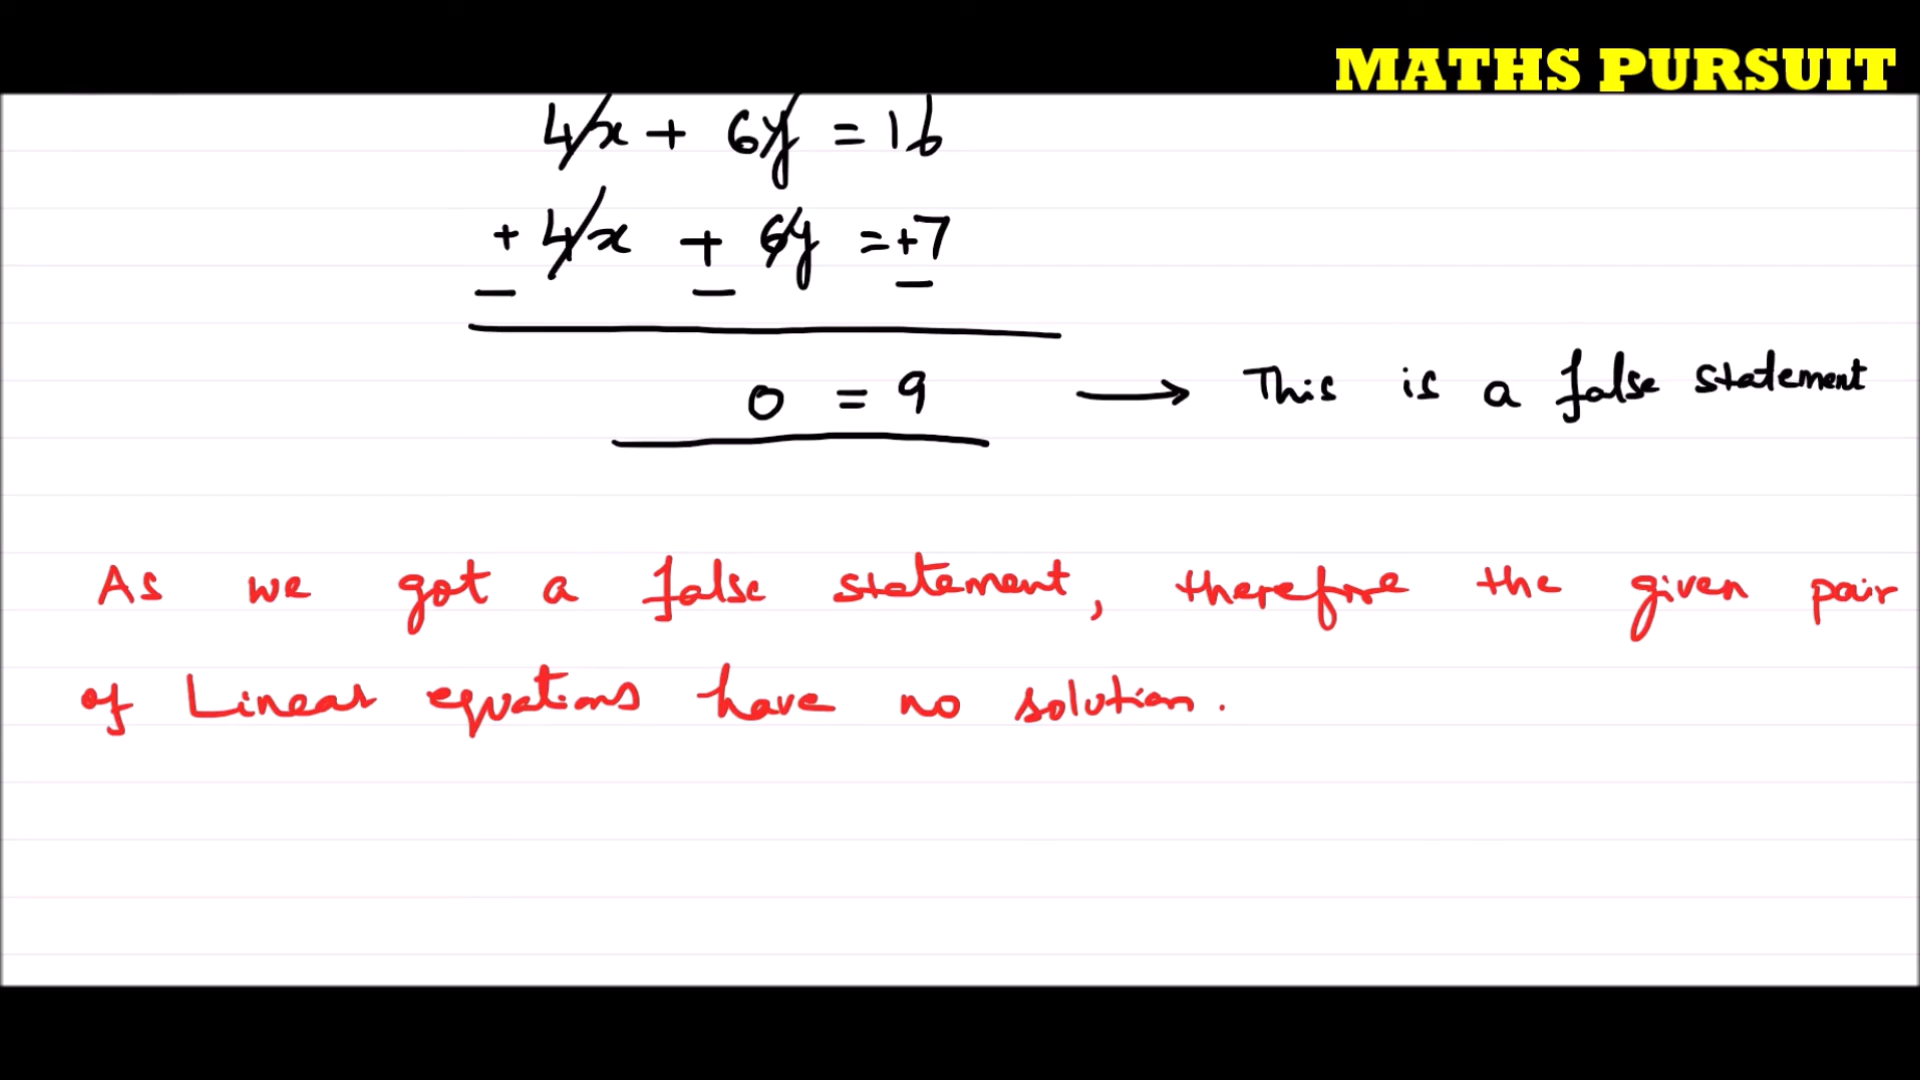 MATHS PURSUIT
4x + 6y = 16
+ 4x + 6y = +7
— — —
0 = 9 → This is a false statement
As we got a false statement, therefore the given pair
of Linear equations have no solution.